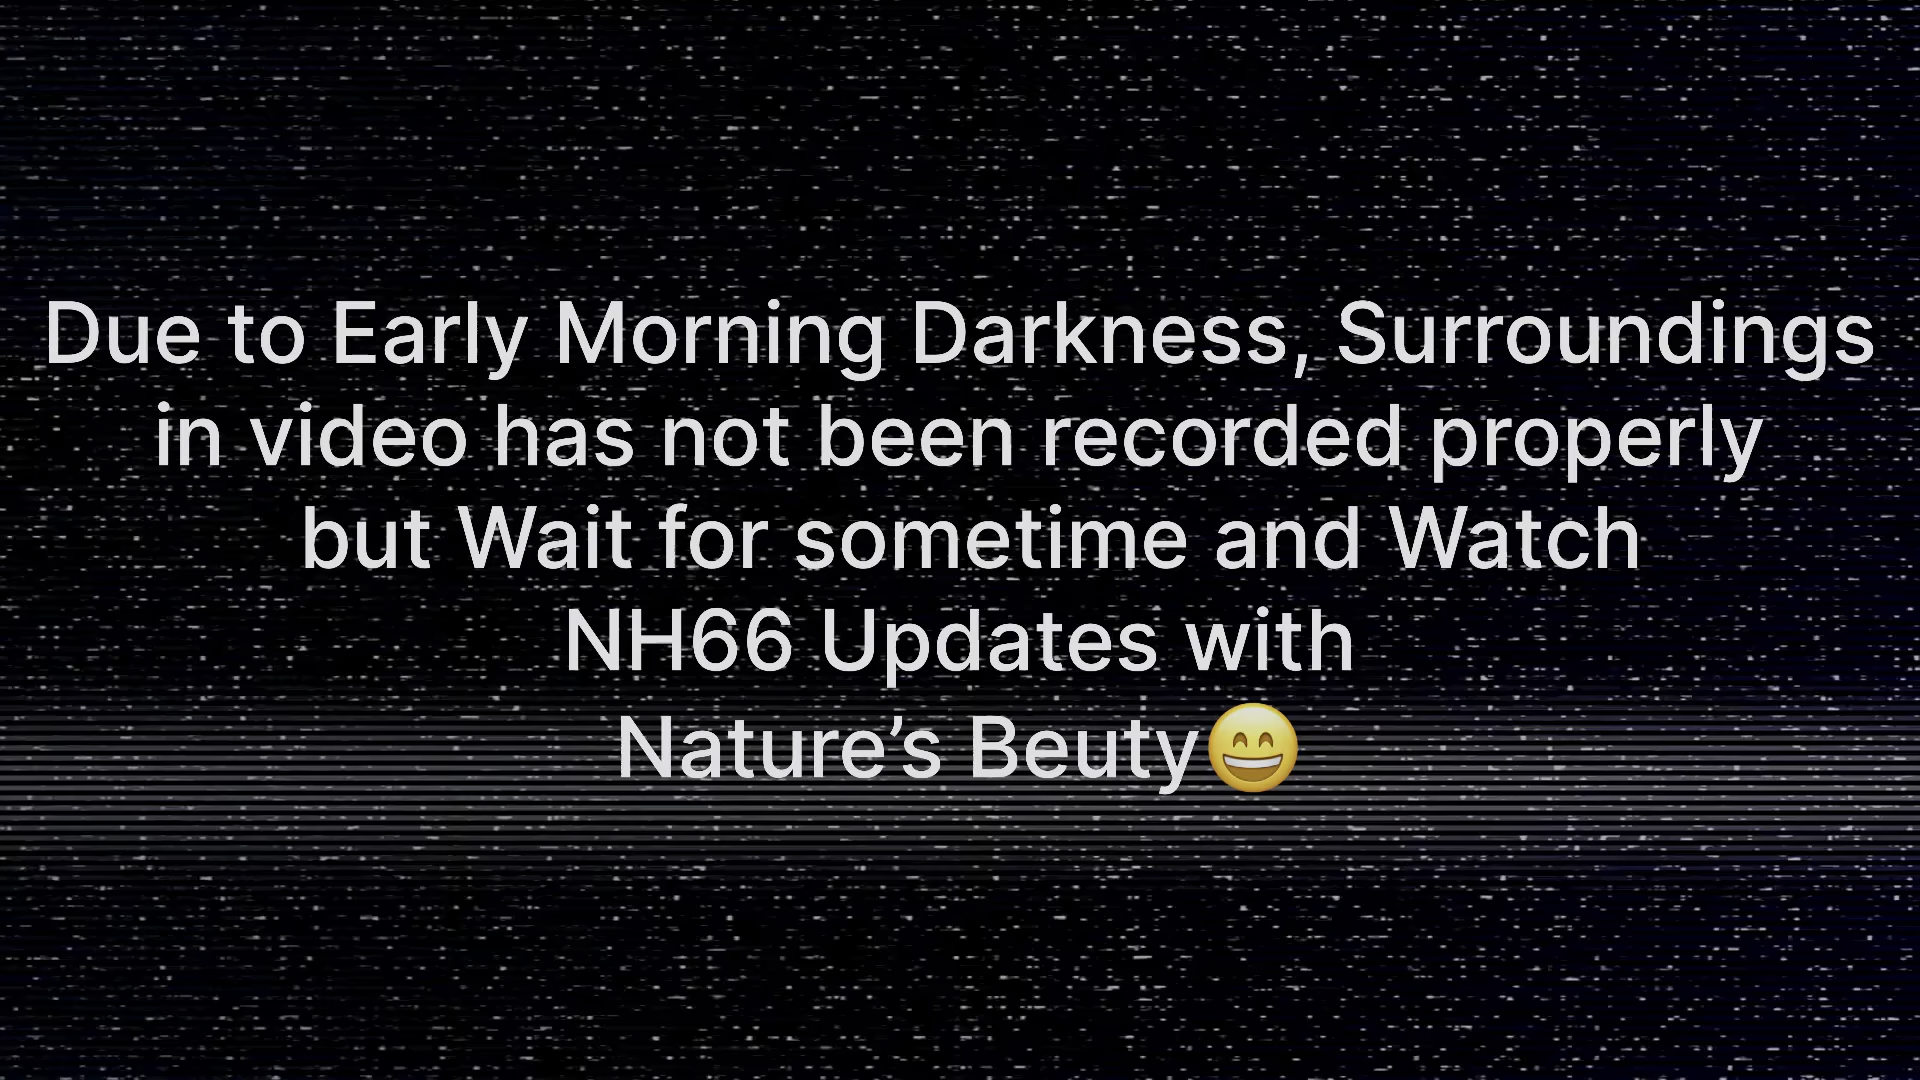 Due to Early Morning Darkness, Surroundings
in video has not been recorded properly
but Wait for sometime and Watch
NH66 Updates with
Nature’s Beuty😄